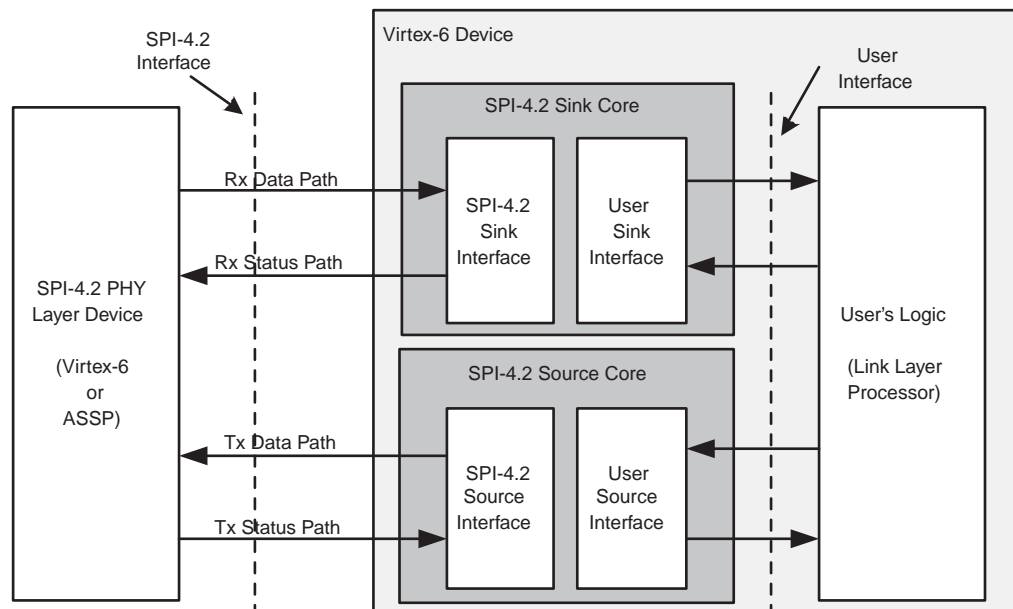 SPI-4.2
Interface
Virtex-6 Device
User
Interface
SPI-4.2 Sink Core
Rx Data Path
SPI-4.2
Sink
Interface
User
Sink
Interface
Rx Status Path
SPI-4.2 PHY
Layer Device
(Virtex-6
or
ASSP)
User's Logic
(Link Layer
Processor)
SPI-4.2 Source Core
Tx Data Path
SPI-4.2
Source
Interface
User
Source
Interface
Tx Status Path